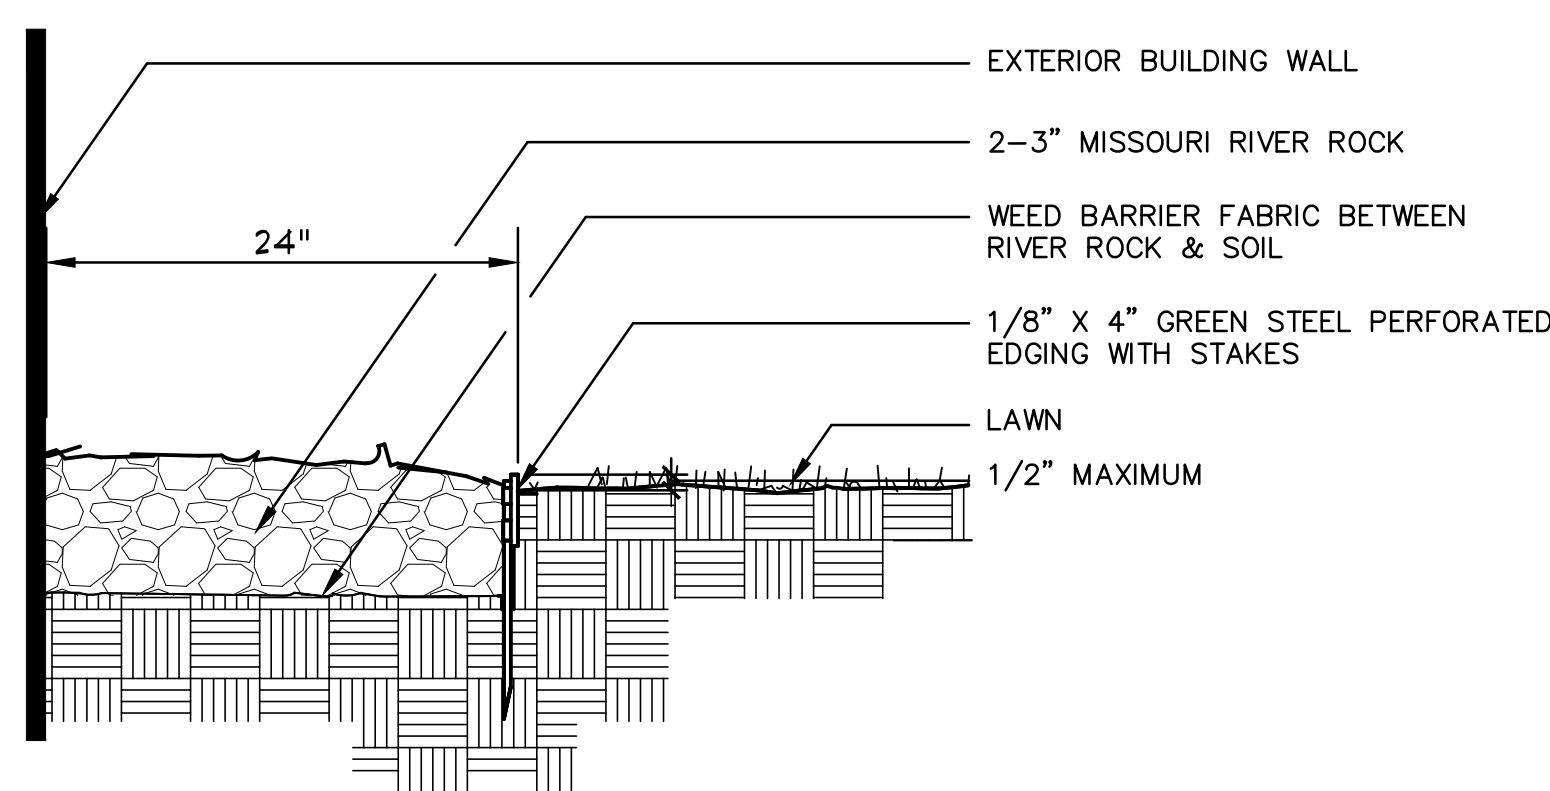 EXTERIOR BUILDING WALL
2–3” MISSOURI RIVER ROCK
WEED BARRIER FABRIC BETWEEN
RIVER ROCK & SOIL
24"
1/8” X 4” GREEN STEEL PERFORATED
EDGING WITH STAKES
LAWN
1/2” MAXIMUM